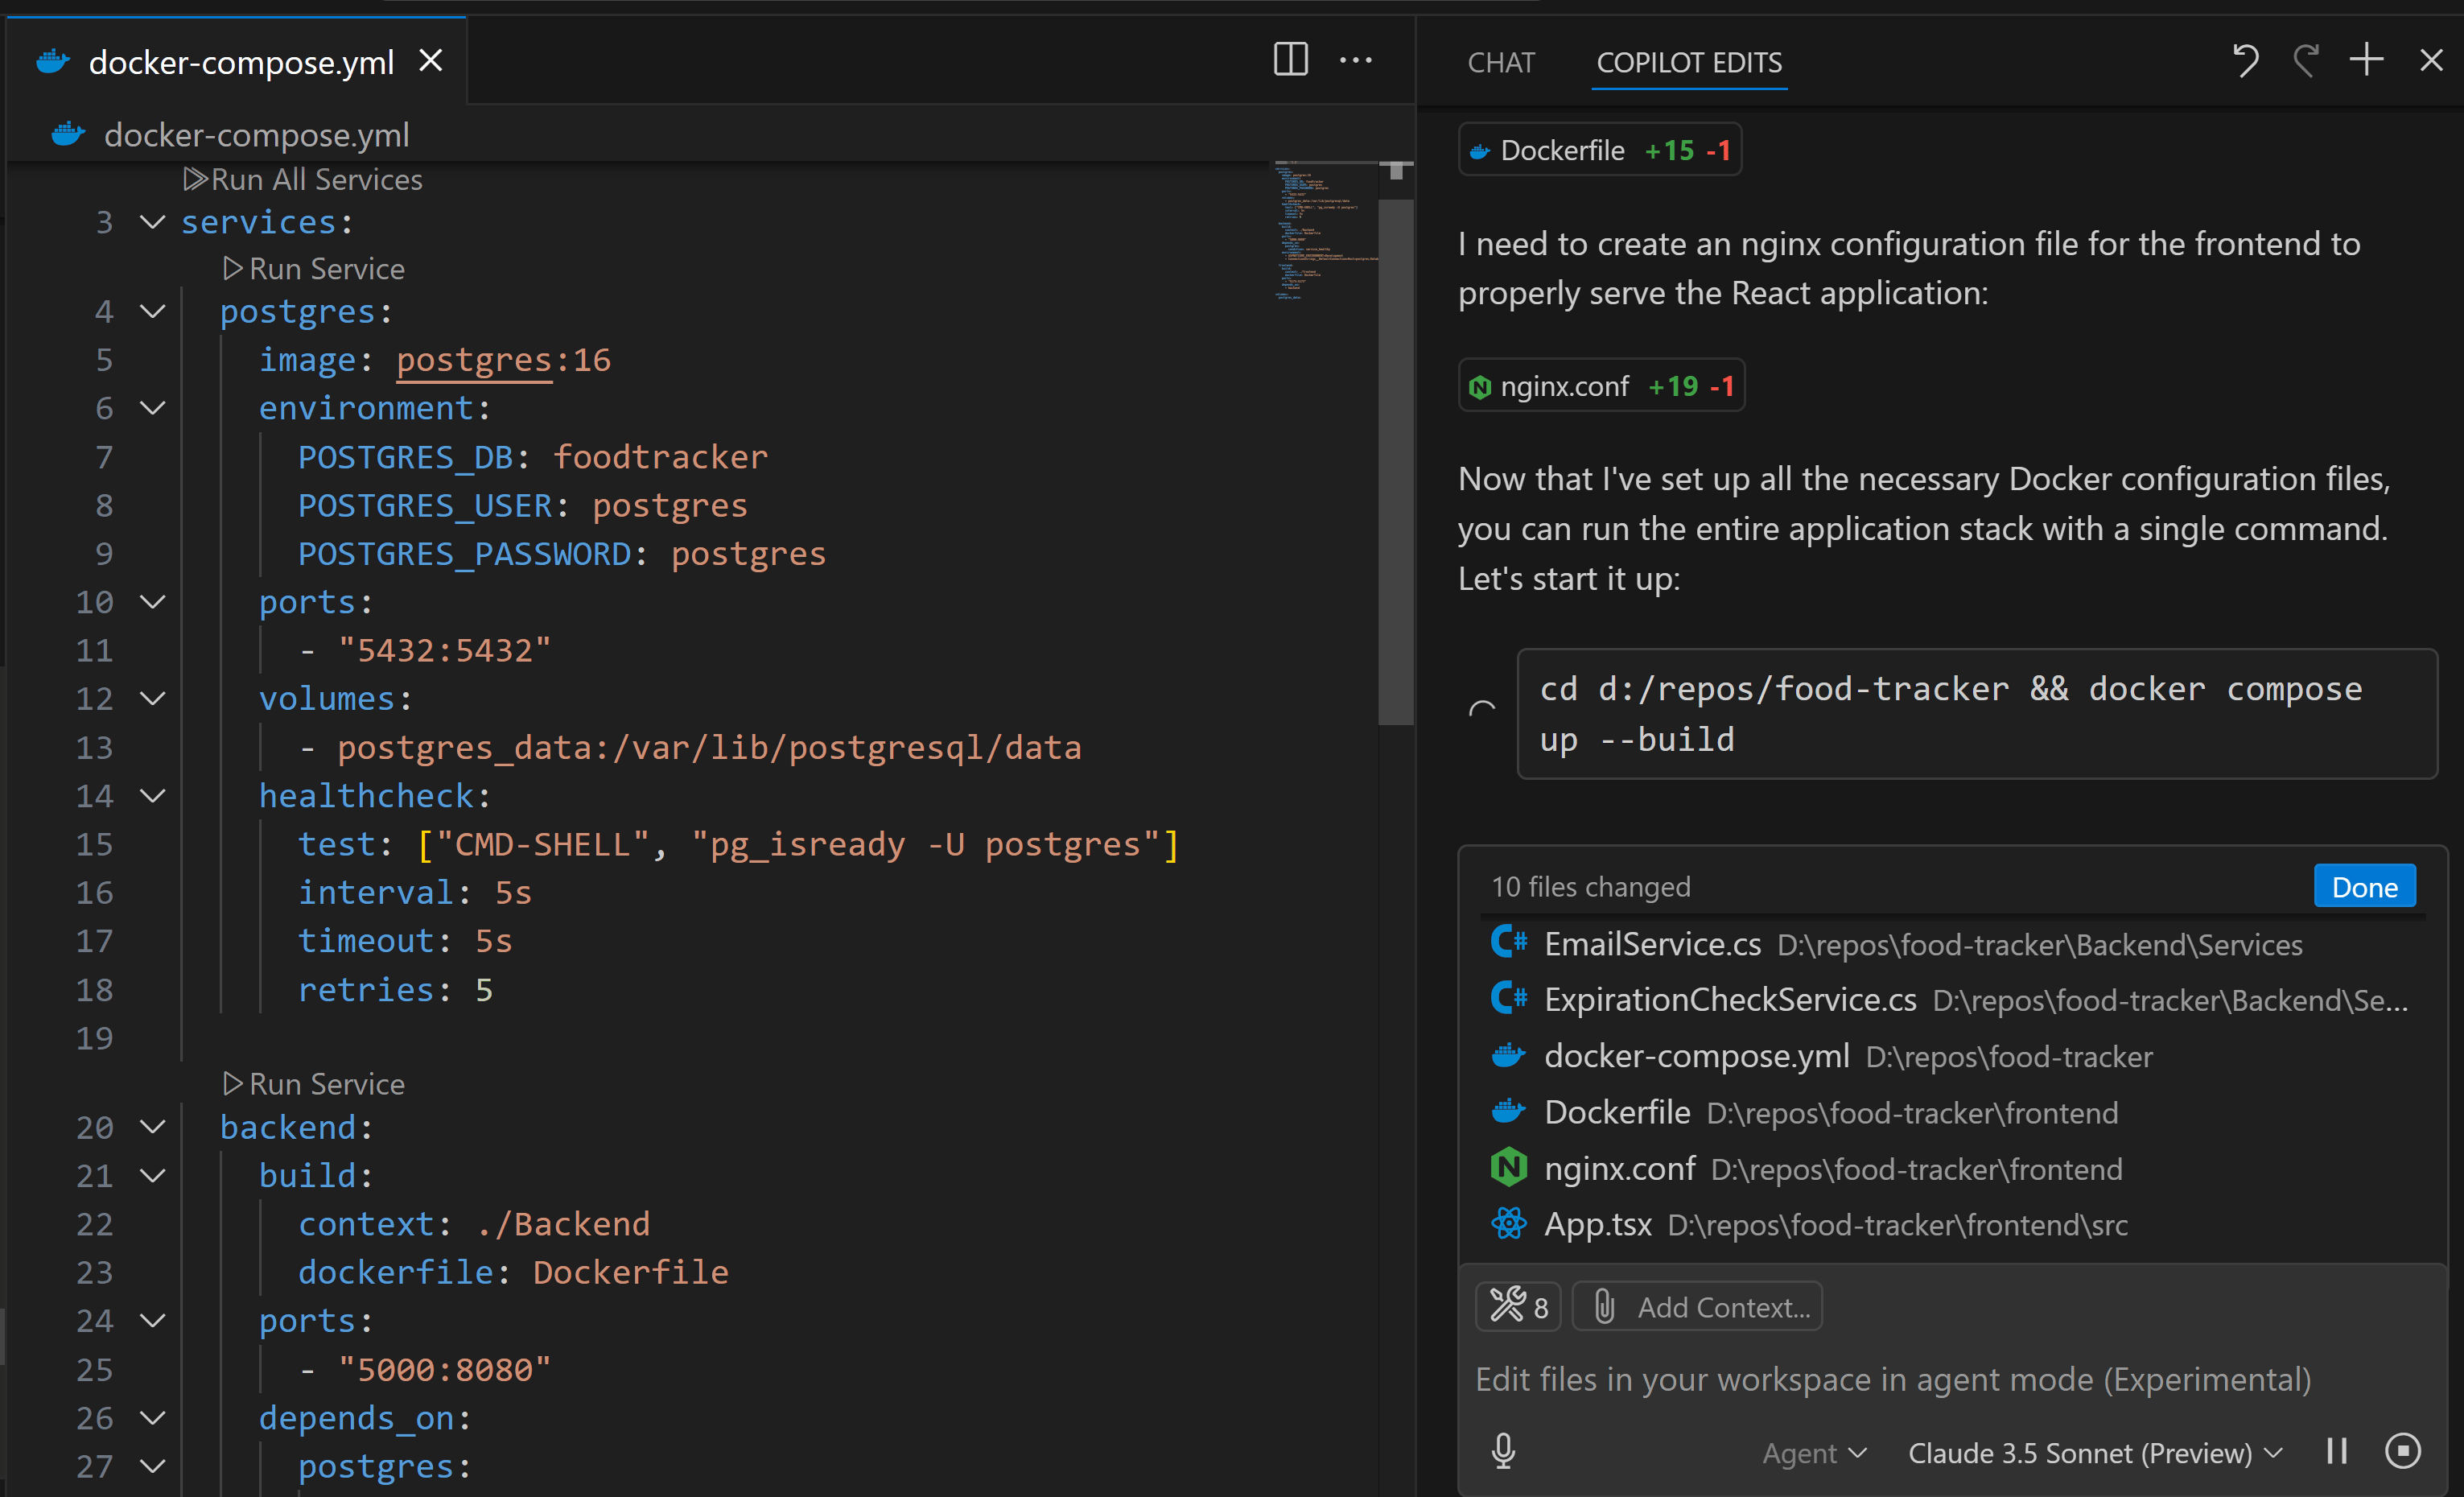 docker-compose.yml
docker-compose.yml
Run All Services
3 services:
Run Service
4 postgres:
5 image: postgres:16
6 environment:
7 POSTGRES_DB: foodtracker
8 POSTGRES_USER: postgres
9 POSTGRES_PASSWORD: postgres
10 ports:
11 - "5432:5432"
12 volumes:
13 - postgres_data:/var/lib/postgresql/data
14 healthcheck:
15 test: ["CMD-SHELL", "pg_isready -U postgres"]
16 interval: 5s
17 timeout: 5s
18 retries: 5
19
Run Service
20 backend:
21 build:
22 context: ./Backend
23 dockerfile: Dockerfile
24 ports:
25 - "5000:8080"
26 depends_on:
27 postgres:
CHAT COPILOT EDITS
Dockerfile +15 -1
I need to create an nginx configuration file for the frontend to
properly serve the React application:
nginx.conf +19 -1
Now that I've set up all the necessary Docker configuration files,
you can run the entire application stack with a single command.
Let's start it up:
cd d:/repos/food-tracker && docker compose
up --build
10 files changed Done
EmailService.cs D:\repos\food-tracker\Backend\Services
ExpirationCheckService.cs D:\repos\food-tracker\Backend\Se...
docker-compose.yml D:\repos\food-tracker
Dockerfile D:\repos\food-tracker\frontend
nginx.conf D:\repos\food-tracker\frontend
App.tsx D:\repos\food-tracker\frontend\src
8 Add Context...
Edit files in your workspace in agent mode (Experimental)
Agent Claude 3.5 Sonnet (Preview)